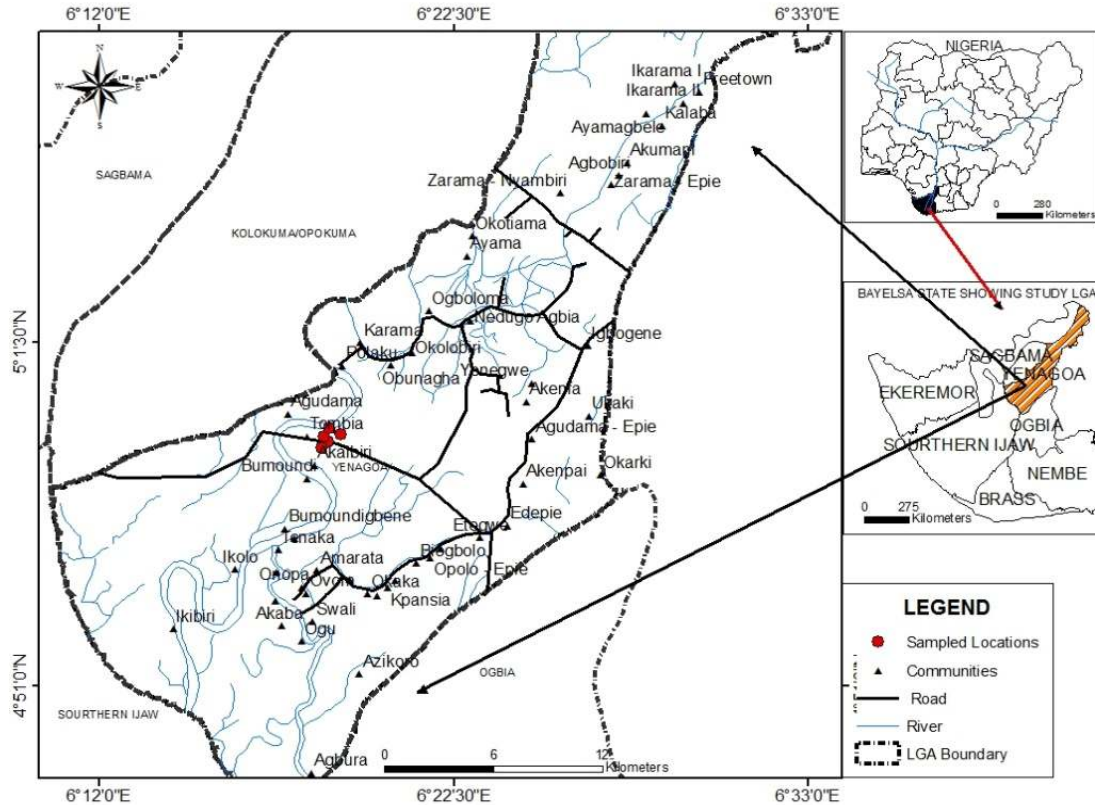 6°12'0"E
6°22'30"E
6°33'0"E
N
W
E
S
SAGBAMA
KOLOKUMA/OPOKUMA
Ikarama I
Freetown
Ikarama II
Kalaba
Ayamagbele
Akumani
Agbobiri
Zarama - Nyambiri
Zarama - Epie
Okotiama
Ayama
Ogboloma
Nedugo Agbia
Karama
Igbogene
5°1'30"N
Polaku
Okolobiri
Obunagha
Yenegwe
Akenfa
Agudama
Tombia
Agudama - Epie
Akaibiri
Okarki
Bumoundi
YENAGOA
Akenpai
Bumoundigbene
Edepie
Etegwe
Tenaka
Biogbolo
Ikolo
Amarata
Opolo - Epie
Onopa
Ovom
Okaka
Kpansia
Akaba
Swali
Ikibiri
Ogu
Azikoro
OGBIA
4°51'0"N
SOURTHERN IJAW
Agbura
0
6
12
Kilometers
6°12'0"E
6°22'30"E
6°33'0"E
NIGERIA
0
280
Kilometers
BAYELSA STATE SHOWING STUDY LGA
SAGBAMA
YENAGOA
EKEREMOR
OGBIA
SOURTHERN IJAW
NEMBE
BRASS
0
275
Kilometers
LEGEND
Sampled Locations
Communities
Road
River
LGA Boundary